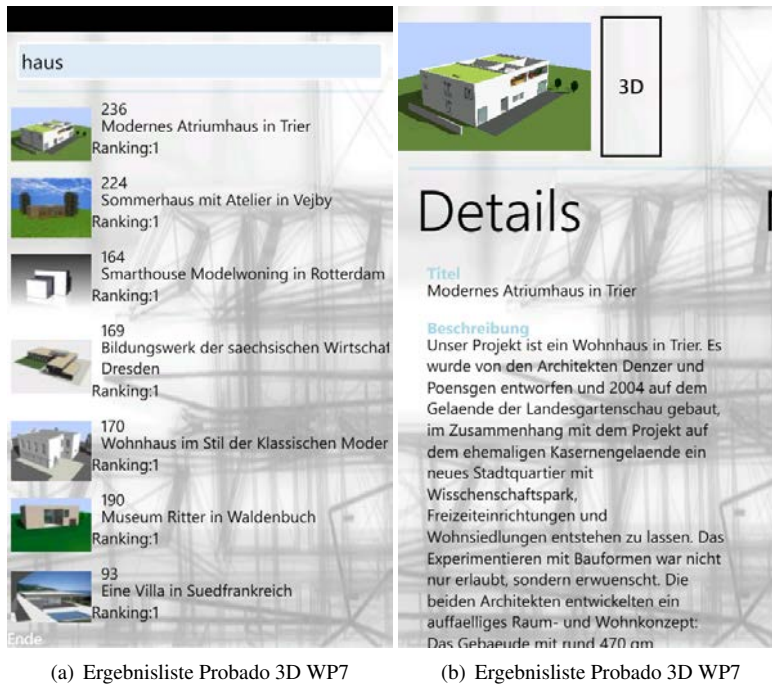 haus
236
Modernes Atriumhaus in Trier
Ranking:1
224
Sommerhaus mit Atelier in Vejby
Ranking:1
164
Smarthouse Modelwoning in Rotterdam
Ranking:1
169
Bildungswerk der saechsischen Wirtschaf
Dresden
Ranking:1
170
Wohnhaus im Stil der Klassischen Moder
Ranking:1
190
Museum Ritter in Waldenbuch
Ranking:1
93
Eine Villa in Suedfrankreich
Ranking:1
Ende
(a) Ergebnisliste Probado 3D WP7
3D
Details
Titel
Modernes Atriumhaus in Trier
Beschreibung
Unser Projekt ist ein Wohnhaus in Trier. Es
wurde von den Architekten Denzer und
Poensgen entworfen und 2004 auf dem
Gelaende der Landesgartenschau gebaut,
im Zusammenhang mit dem Projekt auf
dem ehemaligen Kasernengelaende ein
neues Stadtquartier mit
Wisschenschaftspark,
Freizeiteinrichtungen und
Wohnsiedlungen entstehen zu lassen. Das
Experimentieren mit Bauformen war nicht
nur erlaubt, sondern erwuenscht. Die
beiden Architekten entwickelten ein
auffaelliges Raum- und Wohnkonzept:
Das Gebaeude mit rund 470 qm
(b) Ergebnisliste Probado 3D WP7